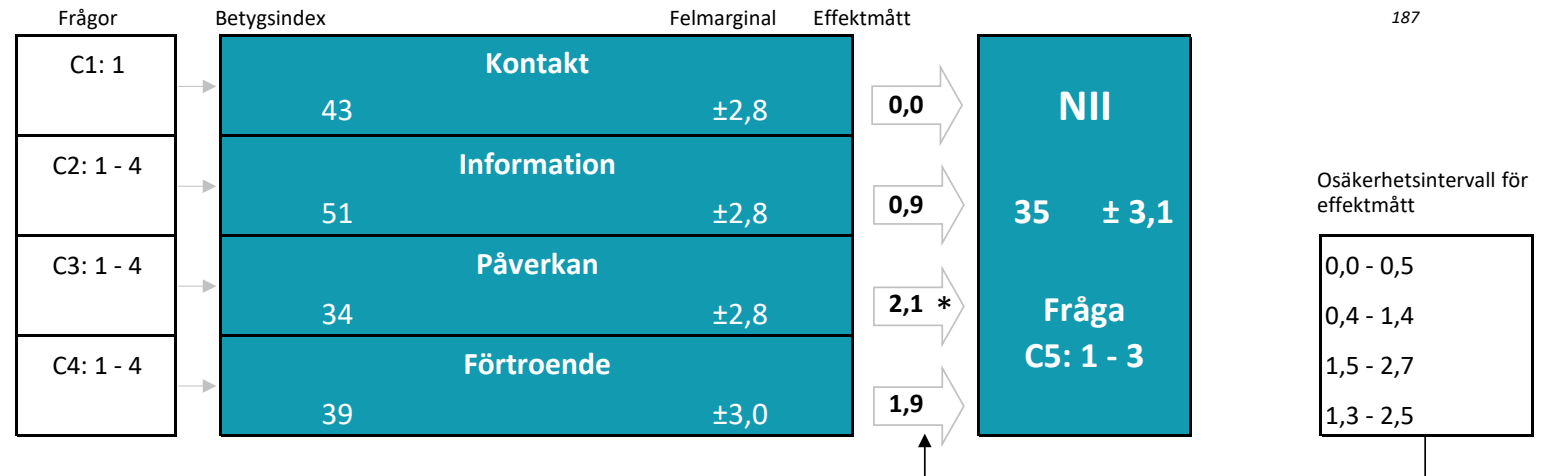 Frågor Betygsindex Felmarginal Effektmått 187
C1: 1 Kontakt
43 ±2,8 0,0 NII
C2: 1 - 4 Information
51 ±2,8 0,9 35 ± 3,1
Osäkerhetsintervall för
effektmått
C3: 1 - 4 Påverkan 0,0 - 0,5
34 ±2,8 2,1 * Fråga 0,4 - 1,4
C4: 1 - 4 Förtroende C5: 1 - 3 1,5 - 2,7
39 ±3,0 1,9 1,3 - 2,5